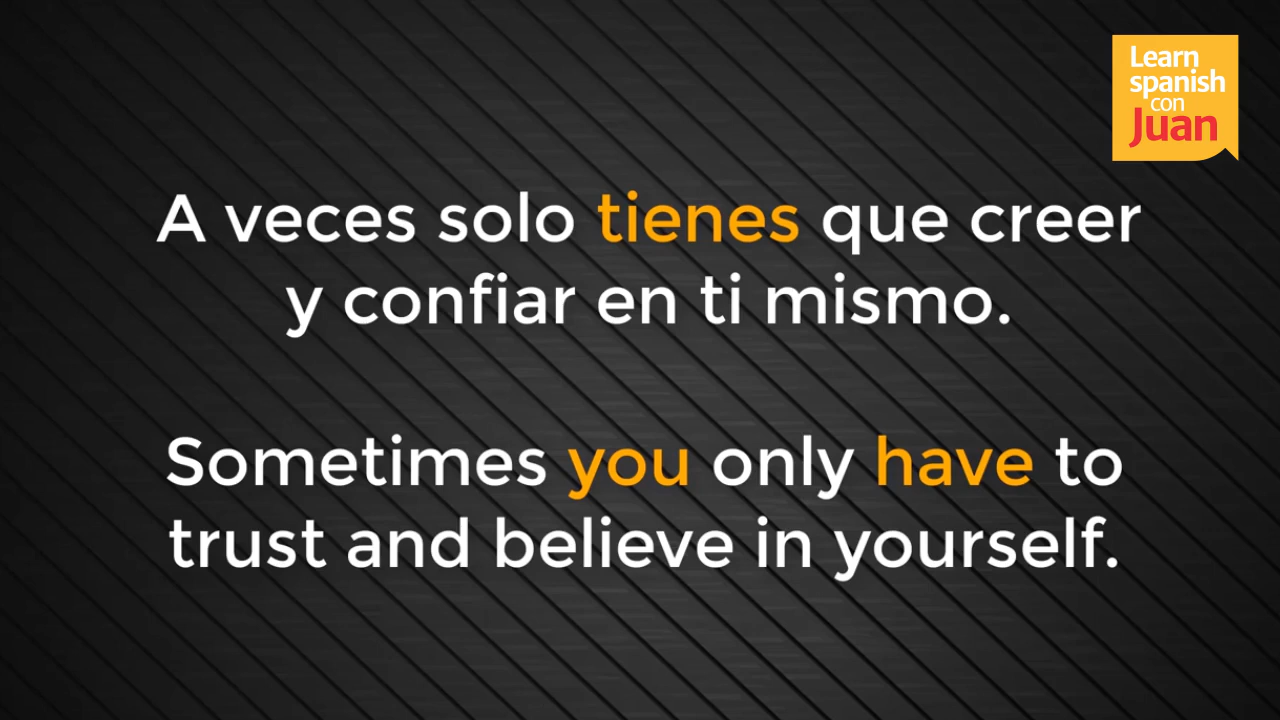 Learn
spanish
con
Juan
A veces solo tienes que creer
y confiar en ti mismo.
Sometimes you only have to
trust and believe in yourself.